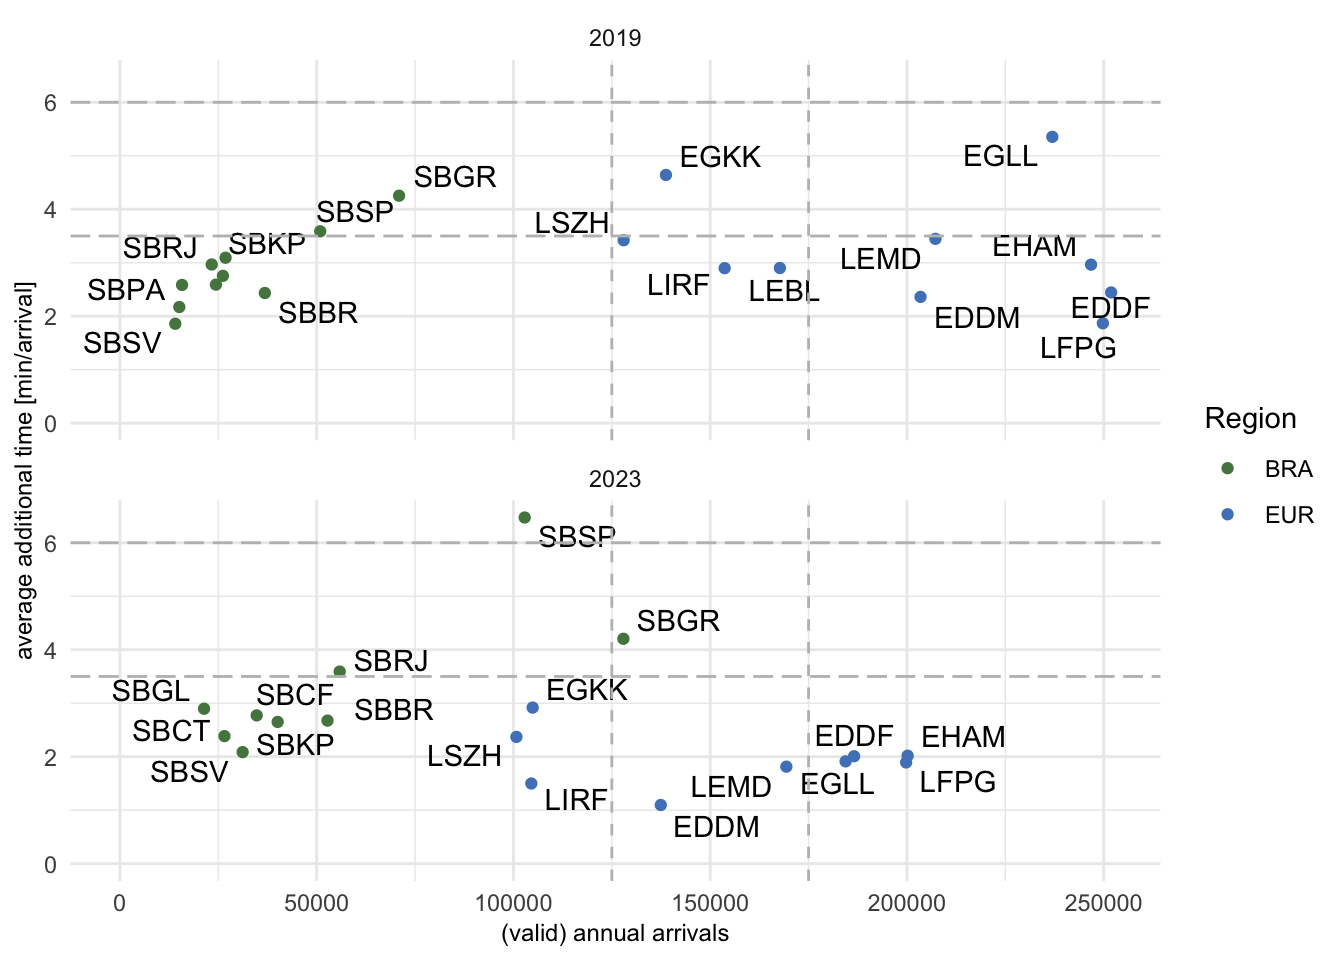 2019
6
4
2
0
EGKK
EGLL
SBGR
SBSP
LSZH
SBRJ
SBKP
EHAM
LEMD
SBPA
LIRF
LEBL
SBBR
EDDF
EDDM
SBSV
LFPG
average additional time [min/arrival]
Region
BRA
EUR
2023
6
4
2
0
SBSP
SBGR
SBRJ
SBGL
SBCF
EGKK
SBBR
SBCT
SBKP
EDDF
EHAM
LSZH
SBSV
LEMD
EGLL
LFPG
LIRF
EDDM
0
50000
100000
150000
200000
250000
(valid) annual arrivals